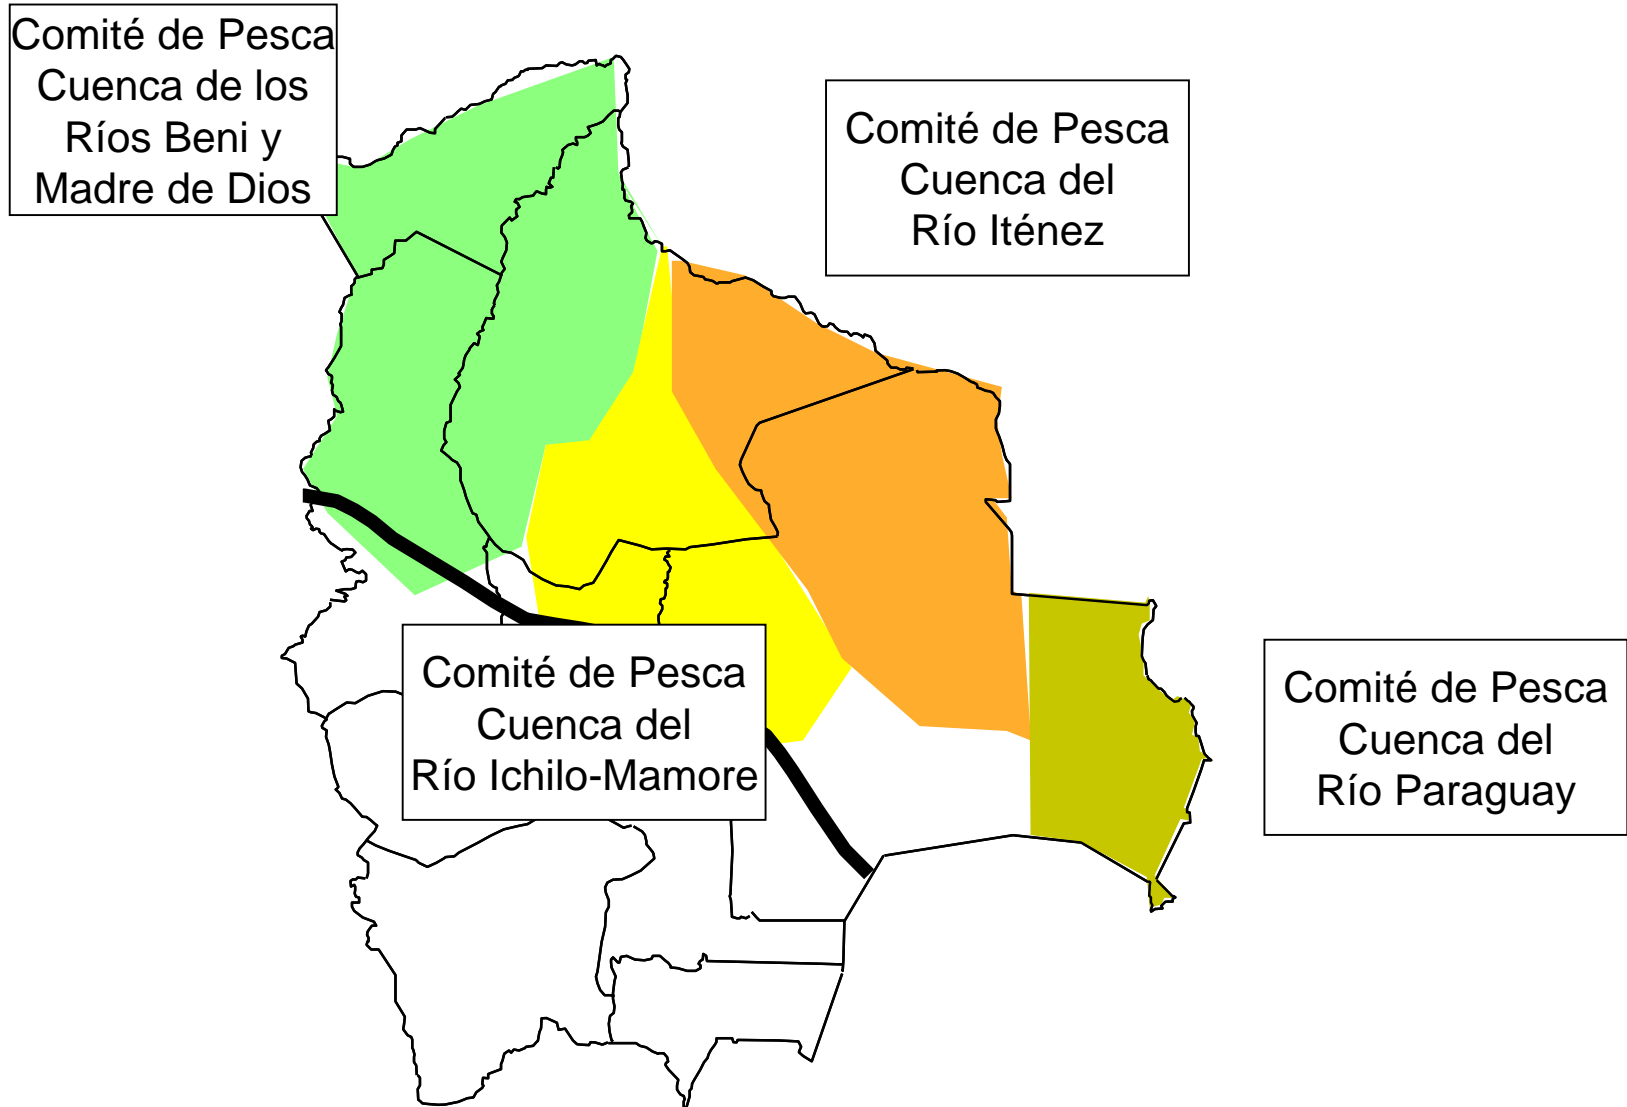 Comité de Pesca
Cuenca de los
Ríos Beni y
Madre de Dios
Comité de Pesca
Cuenca del
Río Iténez
Comité de Pesca
Cuenca del
Río Ichilo-Mamore
Comité de Pesca
Cuenca del
Río Paraguay